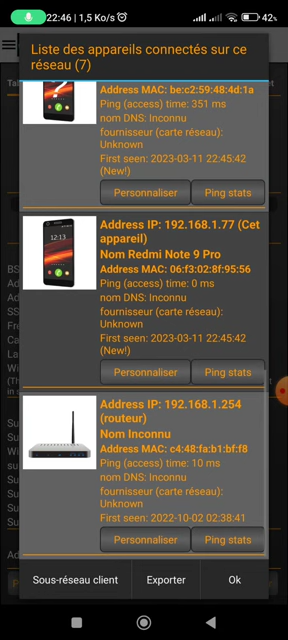 22:46 | 1,5 Ko/s
42%
Liste des appareils connectés sur ce
réseau (7)
Address MAC: be:c2:59:48:4d:1a
Ping (access) time: 351 ms
nom DNS: Inconnu
fournisseur (carte réseau):
Unknown
First seen: 2023-03-11 22:45:42
(New!)
Personnaliser
Ping stats
Address IP: 192.168.1.77 (Cet
appareil)
Nom Redmi Note 9 Pro
Address MAC: 06:f3:02:8f:95:56
Ping (access) time: 0 ms
nom DNS: Inconnu
fournisseur (carte réseau):
Unknown
First seen: 2023-03-11 22:45:42
(New!)
Personnaliser
Ping stats
Address IP: 192.168.1.254
(routeur)
Nom Inconnu
Address MAC: c4:48:fa:b1:bf:f8
Ping (access) time: 10 ms
nom DNS: Inconnu
fournisseur (carte réseau):
Unknown
First seen: 2022-10-02 02:38:41
Personnaliser
Ping stats
Sous-réseau client
Exporter
Ok